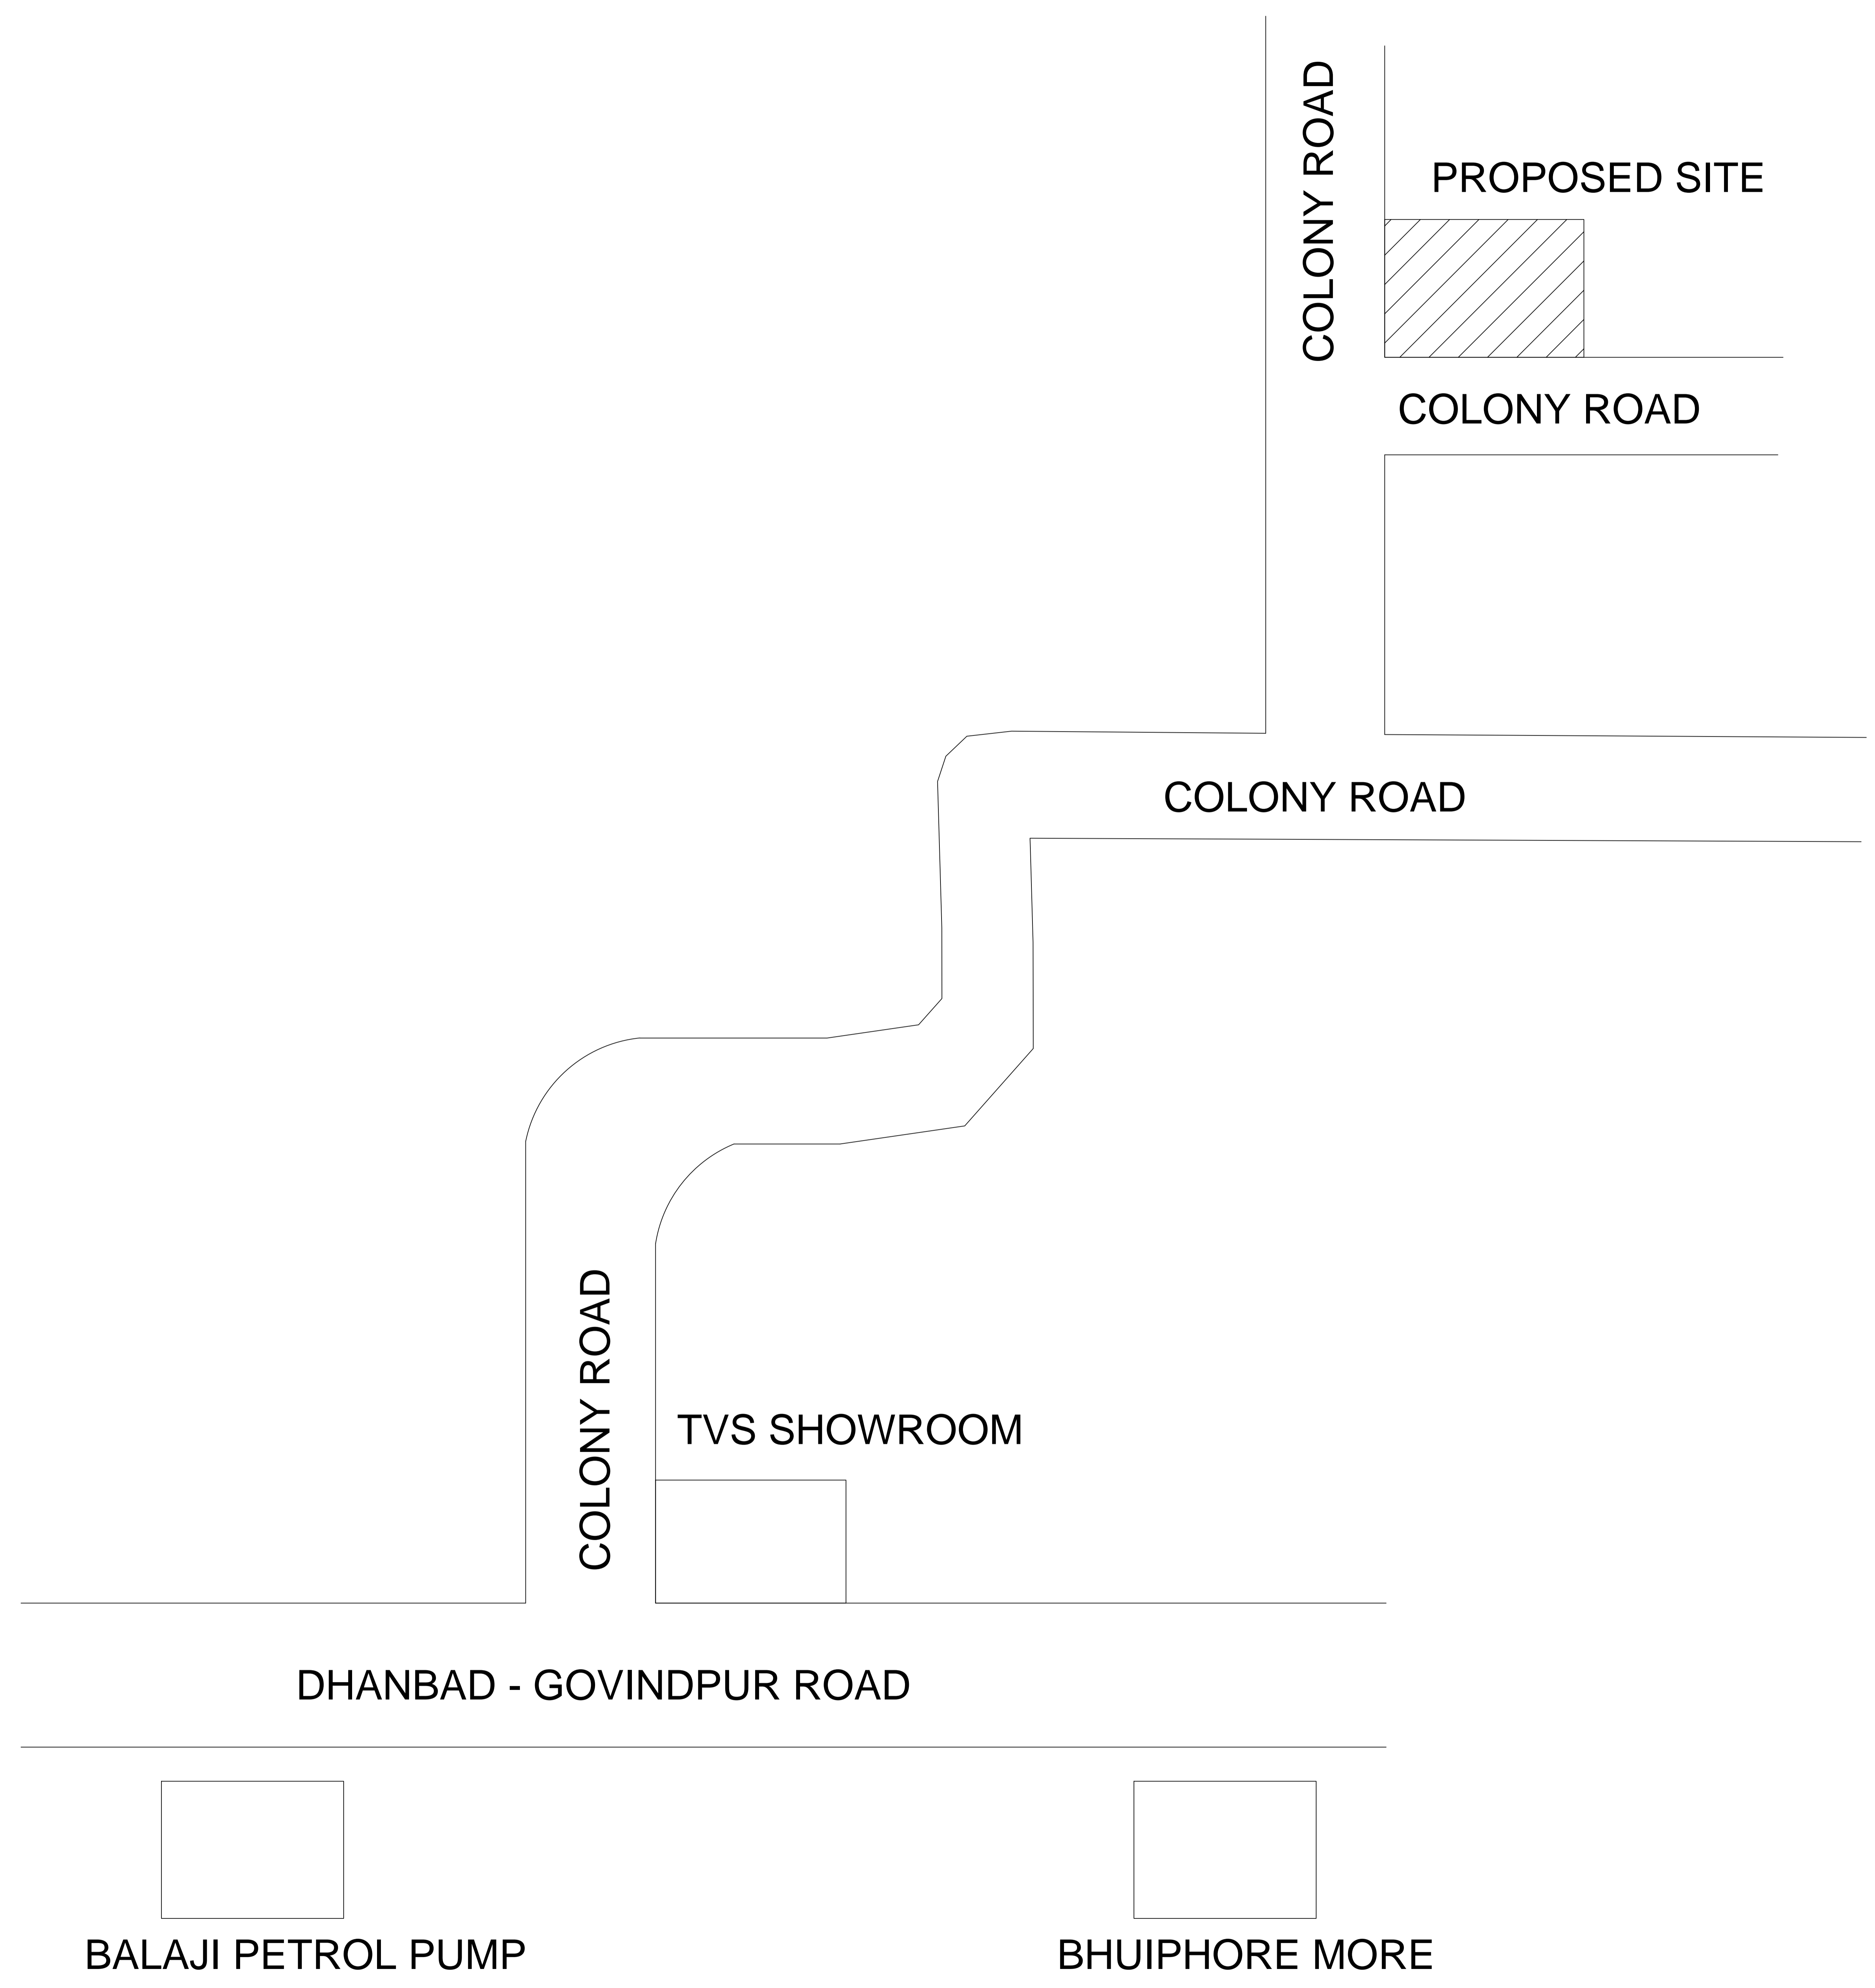 COLONY ROAD
PROPOSED SITE
COLONY ROAD
COLONY ROAD
COLONY ROAD
TVS SHOWROOM
DHANBAD - GOVINDPUR ROAD
BALAJI PETROL PUMP
BHUIPHORE MORE